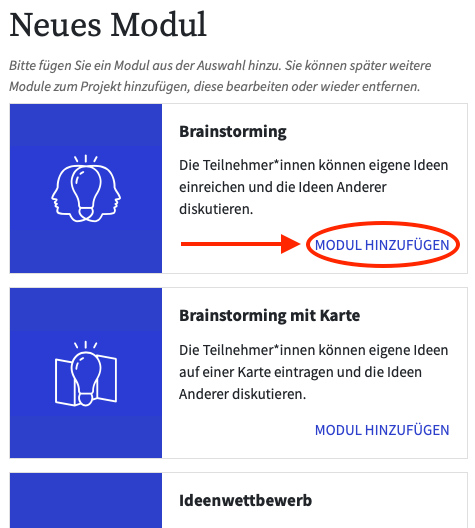 Neues Modul
Bitte fügen Sie ein Modul aus der Auswahl hinzu. Sie können später weitere
Module zum Projekt hinzufügen, diese bearbeiten oder wieder entfernen.
Brainstorming
Die Teilnehmer*innen können eigene Ideen
einreichen und die Ideen Anderer
diskutieren.
MODUL HINZUFÜGEN
Brainstorming mit Karte
Die Teilnehmer*innen können eigene Ideen
auf einer Karte eintragen und die Ideen
Anderer diskutieren.
MODUL HINZUFÜGEN
Ideenwettbewerb